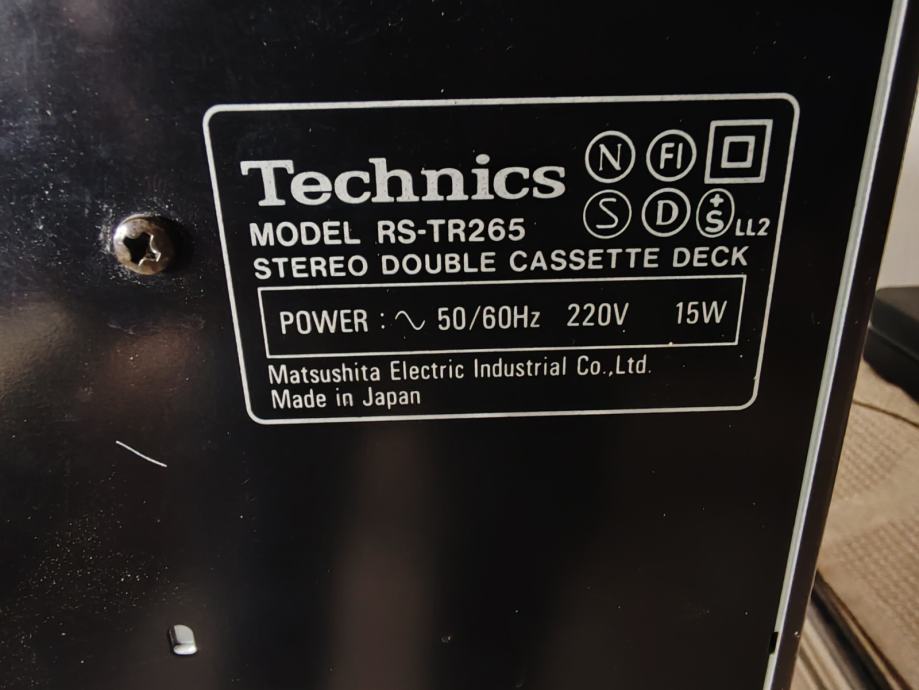 Technics N FI
S D +S LL2
MODEL RS-TR265
STEREO DOUBLE CASSETTE DECK
POWER : ∿ 50/60Hz 220V 15W
Matsushita Electric Industrial Co.,Ltd.
Made in Japan